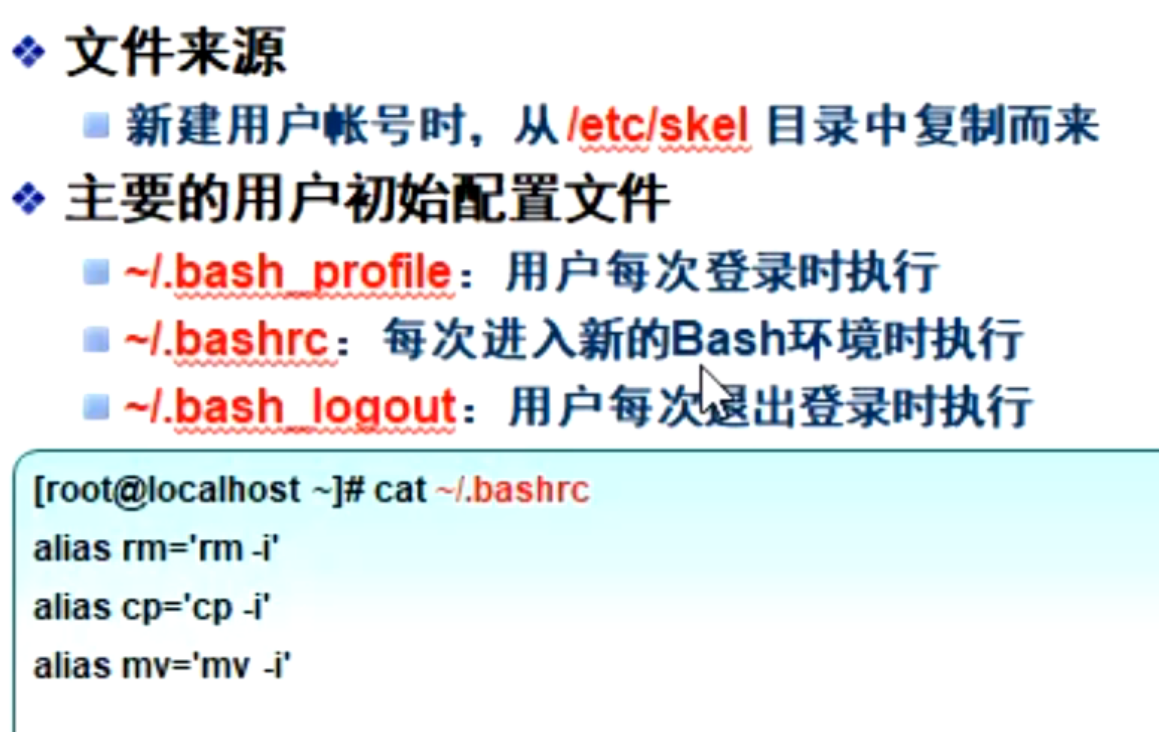 文件来源
新建用户帐号时，从 /etc/skel 目录中复制而来
主要的用户初始配置文件
~/.bash_profile：用户每次登录时执行
~/.bashrc：每次进入新的Bash环境时执行
~/.bash_logout：用户每次退出登录时执行
[root@localhost ~]# cat ~/.bashrc
alias rm='rm -i'
alias cp='cp -i'
alias mv='mv -i'